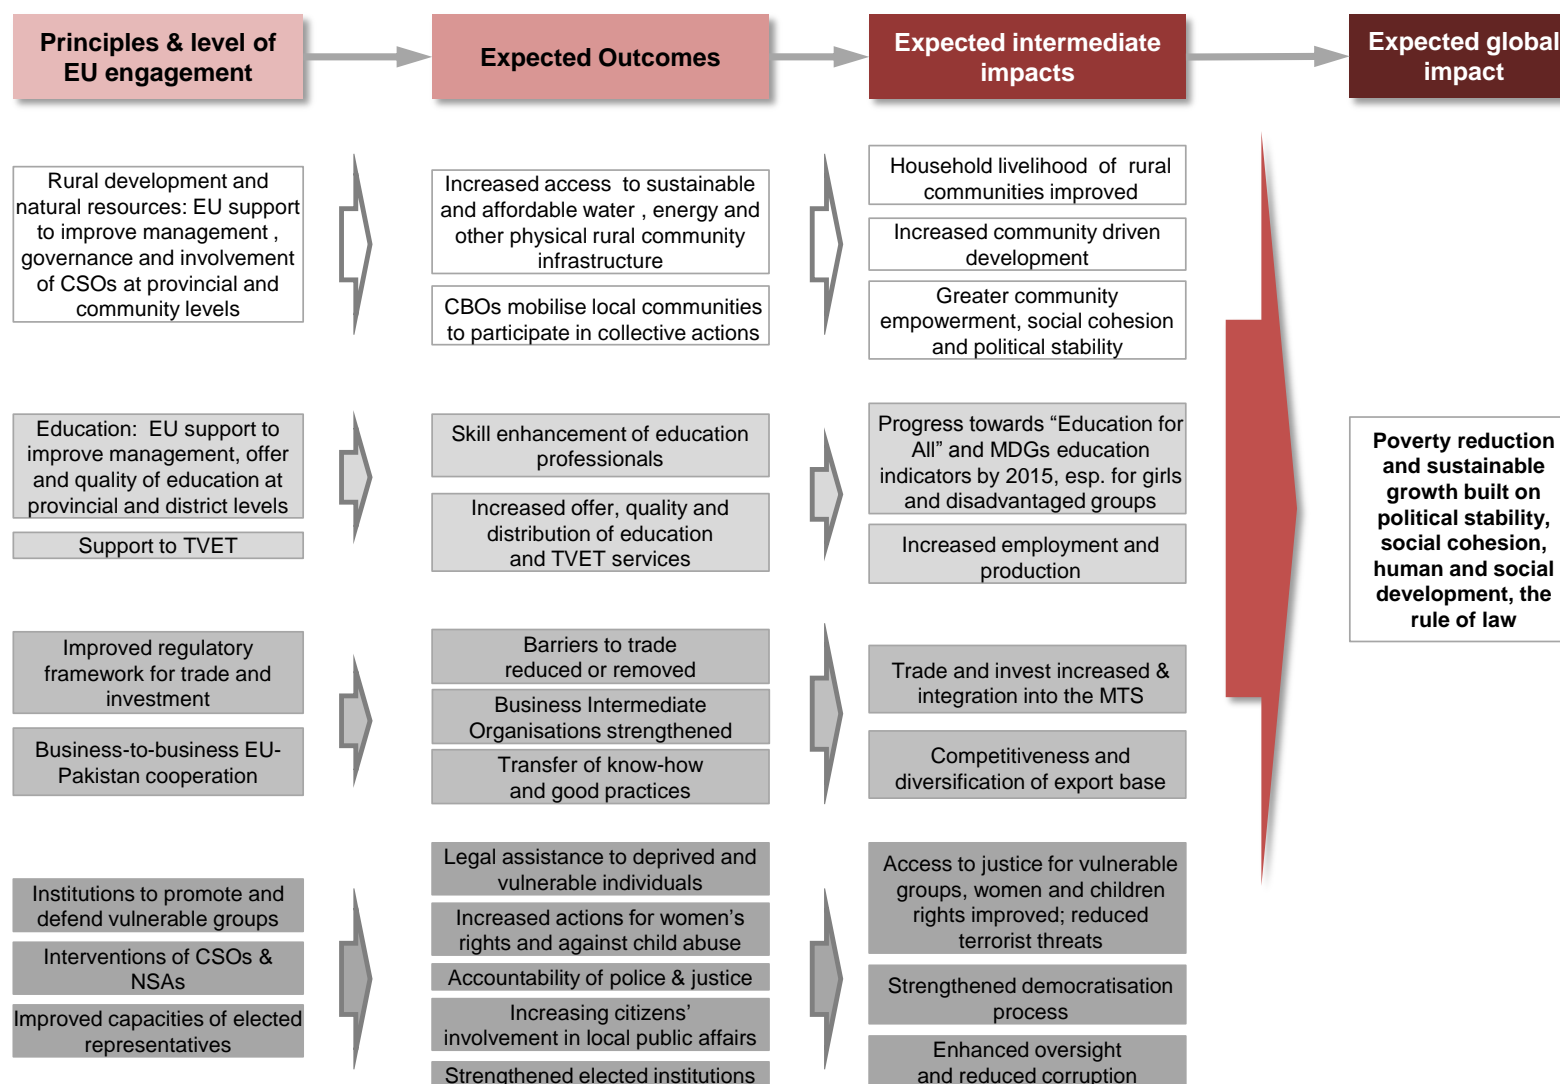 Principles & level of
EU engagement
Expected Outcomes
Expected intermediate
impacts
Expected global
impact
Rural development and
natural resources: EU support
to improve management ,
governance and involvement
of CSOs at provincial and
community levels
Increased access to sustainable
and affordable water , energy and
other physical rural community
infrastructure
CBOs mobilise local communities
to participate in collective actions
Household livelihood of rural
communities improved
Increased community driven
development
Greater community
empowerment, social cohesion
and political stability
Education: EU support to
improve management, offer
and quality of education at
provincial and district levels
Support to TVET
Skill enhancement of education
professionals
Increased offer, quality and
distribution of education
and TVET services
Progress towards “Education for
All” and MDGs education
indicators by 2015, esp. for girls
and disadvantaged groups
Increased employment and
production
Improved regulatory
framework for trade and
investment
Business-to-business EU-
Pakistan cooperation
Barriers to trade
reduced or removed
Business Intermediate
Organisations strengthened
Transfer of know-how
and good practices
Trade and invest increased &
integration into the MTS
Competitiveness and
diversification of export base
Institutions to promote and
defend vulnerable groups
Interventions of CSOs &
NSAs
Improved capacities of elected
representatives
Legal assistance to deprived and
vulnerable individuals
Increased actions for women’s
rights and against child abuse
Accountability of police & justice
Increasing citizens’
involvement in local public affairs
Strengthened elected institutions
Access to justice for vulnerable
groups, women and children
rights improved; reduced
terrorist threats
Strengthened democratisation
process
Enhanced oversight
and reduced corruption
Poverty reduction
and sustainable
growth built on
political stability,
social cohesion,
human and social
development, the
rule of law